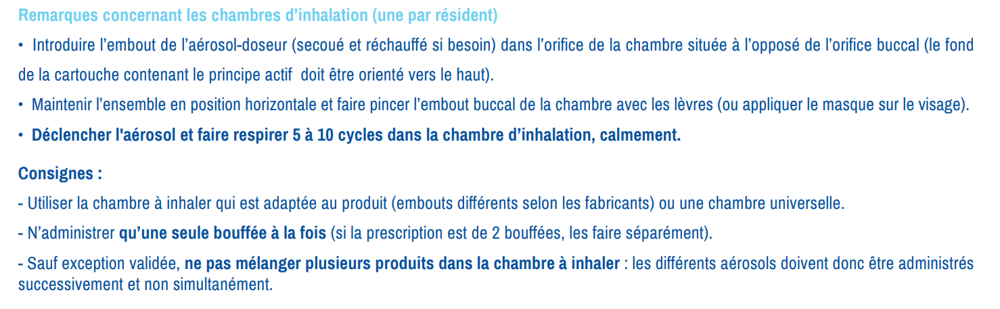 Remarques concernant les chambres d’inhalation (une par résident)
• Introduire l’embout de l’aérosol-doseur (secoué et réchauffé si besoin) dans l’orifice de la chambre située à l’opposé de l’orifice buccal (le fond
de la cartouche contenant le principe actif doit être orienté vers le haut).
• Maintenir l’ensemble en position horizontale et faire pincer l’embout buccal de la chambre avec les lèvres (ou appliquer le masque sur le visage).
• Déclencher l'aérosol et faire respirer 5 à 10 cycles dans la chambre d’inhalation, calmement.
Consignes :
- Utiliser la chambre à inhaler qui est adaptée au produit (embouts différents selon les fabricants) ou une chambre universelle.
- N’administrer qu’une seule bouffée à la fois (si la prescription est de 2 bouffées, les faire séparément).
- Sauf exception validée, ne pas mélanger plusieurs produits dans la chambre à inhaler : les différents aérosols doivent donc être administrés
successivement et non simultanément.